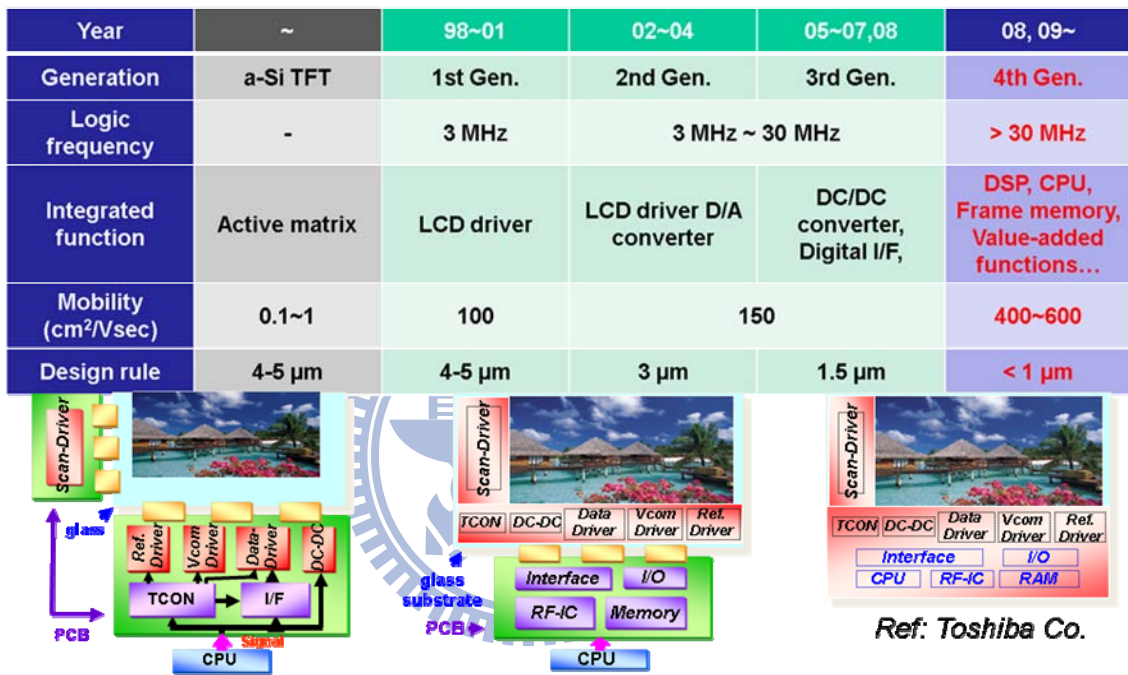 Year ~ 98~01 02~04 05~07,08 08, 09~
Generation a-Si TFT 1st Gen. 2nd Gen. 3rd Gen. 4th Gen.
Logic
frequency - 3 MHz 3 MHz ~ 30 MHz > 30 MHz
Integrated
function
Active matrix
LCD driver
LCD driver D/A
converter
DC/DC
converter,
Digital I/F,
DSP, CPU,
Frame memory,
Value-added
functions…
Mobility
(cm²/Vsec) 0.1~1 100 150 400~600
Design rule 4-5 μm 4-5 μm 3 μm 1.5 μm < 1 μm
Scan-Driver
glass
PCB
Ref.
Driver
Vcom
Driver
Data-
Driver
DC-DC
TCON
I/F
Signal
CPU
Scan-Driver
TCON
DC-DC
Data
Driver
Vcom
Driver
Ref.
Driver
glass
substrate
Interface
I/O
RF-IC
Memory
PCB
CPU
Scan-Driver
TCON
DC-DC
Data
Driver
Vcom
Driver
Ref.
Driver
Interface
I/O
CPU
RF-IC
RAM
Ref: Toshiba Co.